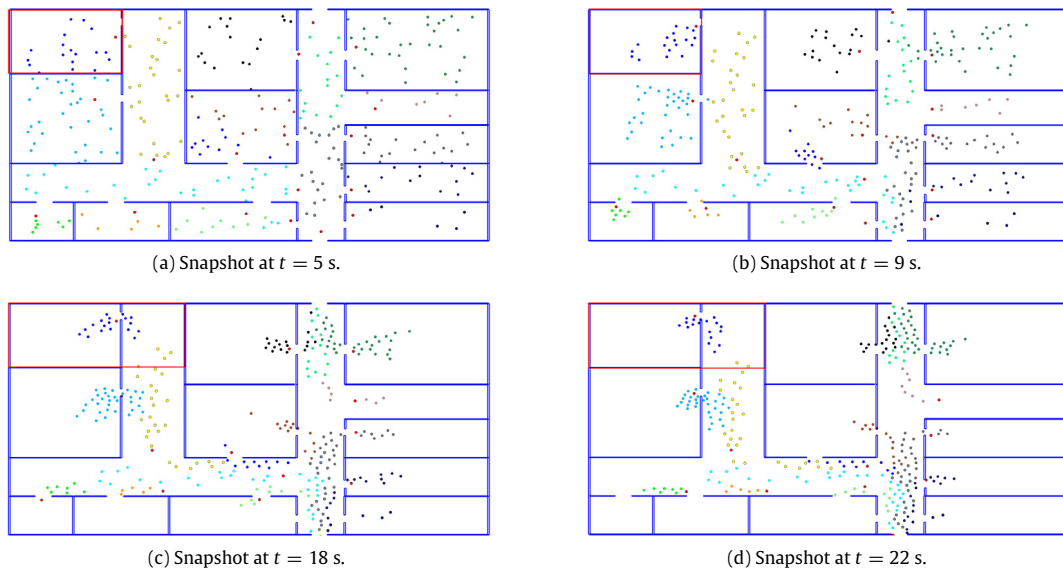 (a) Snapshot at t = 5 s.
(b) Snapshot at t = 9 s.
(c) Snapshot at t = 18 s.
(d) Snapshot at t = 22 s.